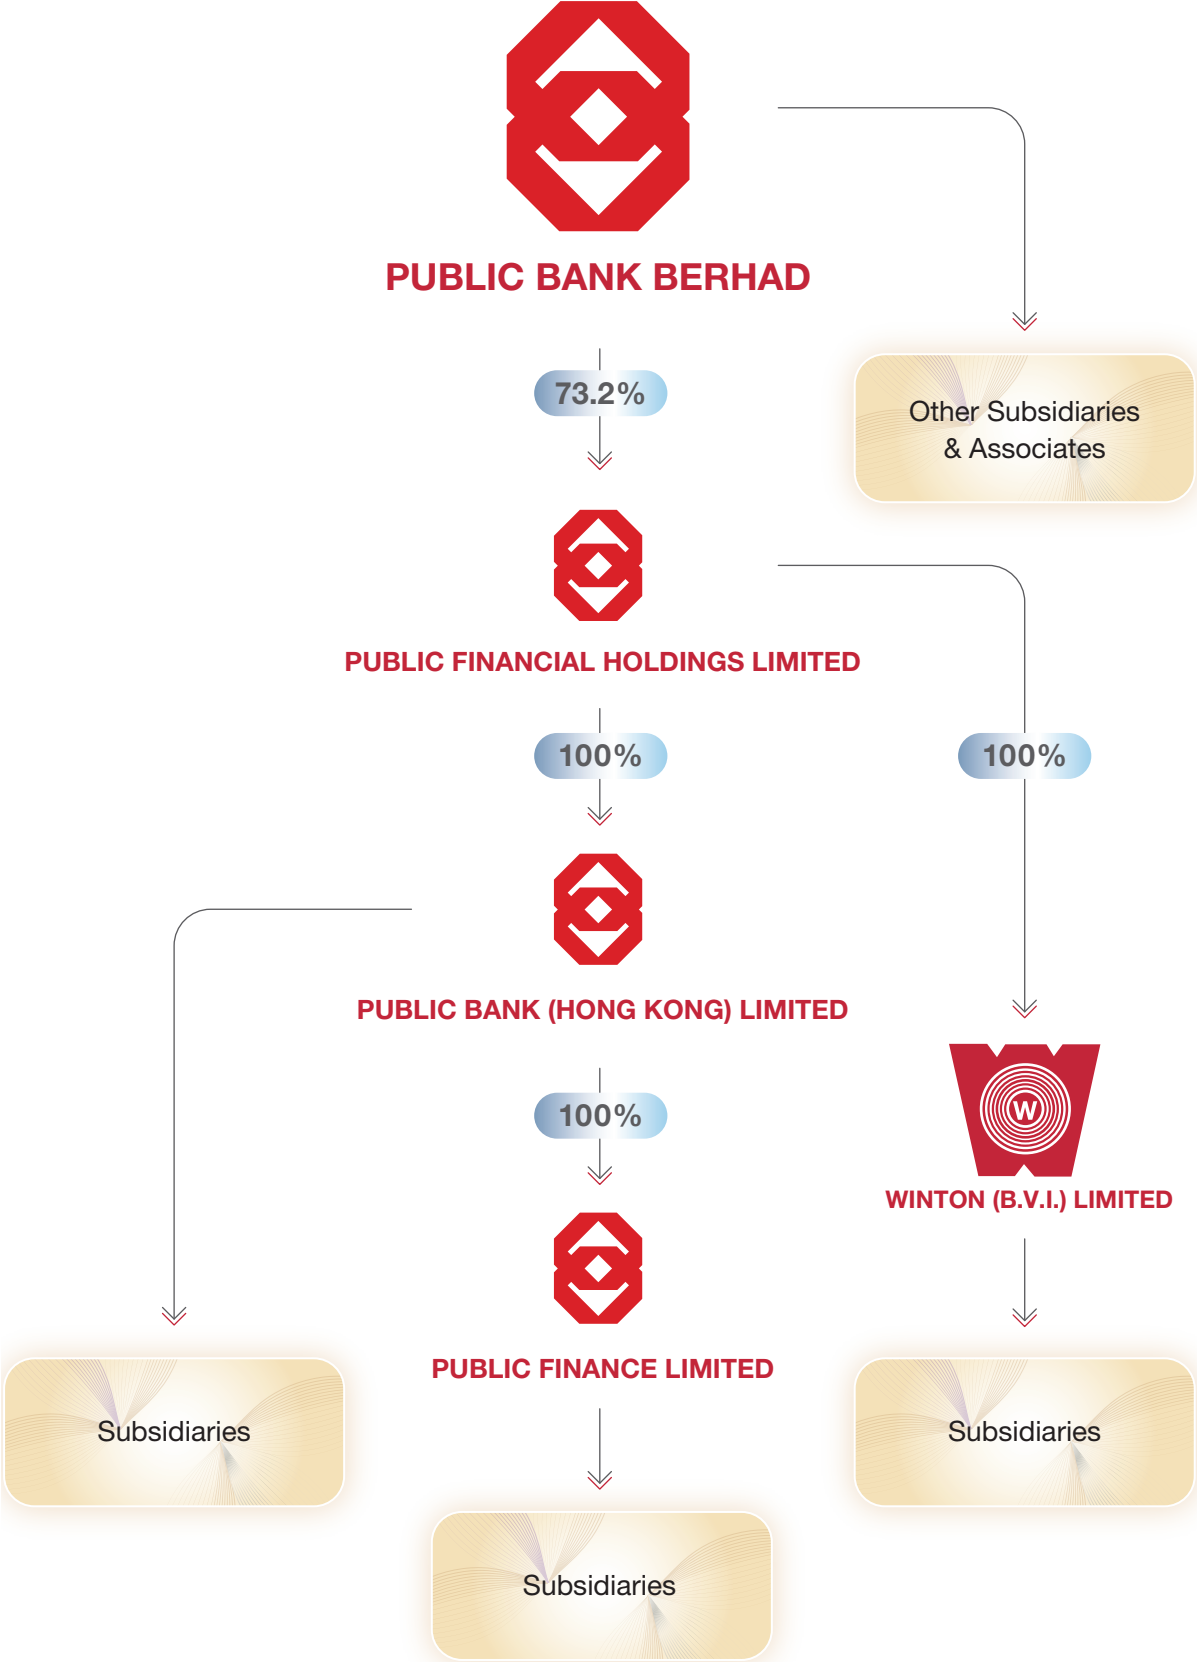 PUBLIC BANK BERHAD
73.2%
Other Subsidiaries
& Associates
PUBLIC FINANCIAL HOLDINGS LIMITED
100%
100%
PUBLIC BANK (HONG KONG) LIMITED
100%
W
WINTON (B.V.I.) LIMITED
PUBLIC FINANCE LIMITED
Subsidiaries
Subsidiaries
Subsidiaries